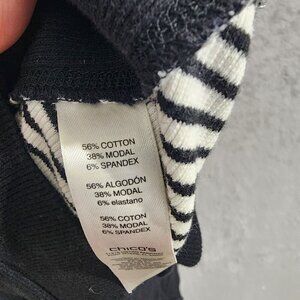 56% COTTON
38% MODAL
6% SPANDEX
56% ALGODÓN
38% MODAL
6% elastano
56% COTON
38% MODAL
6% SPANDEX
chico's